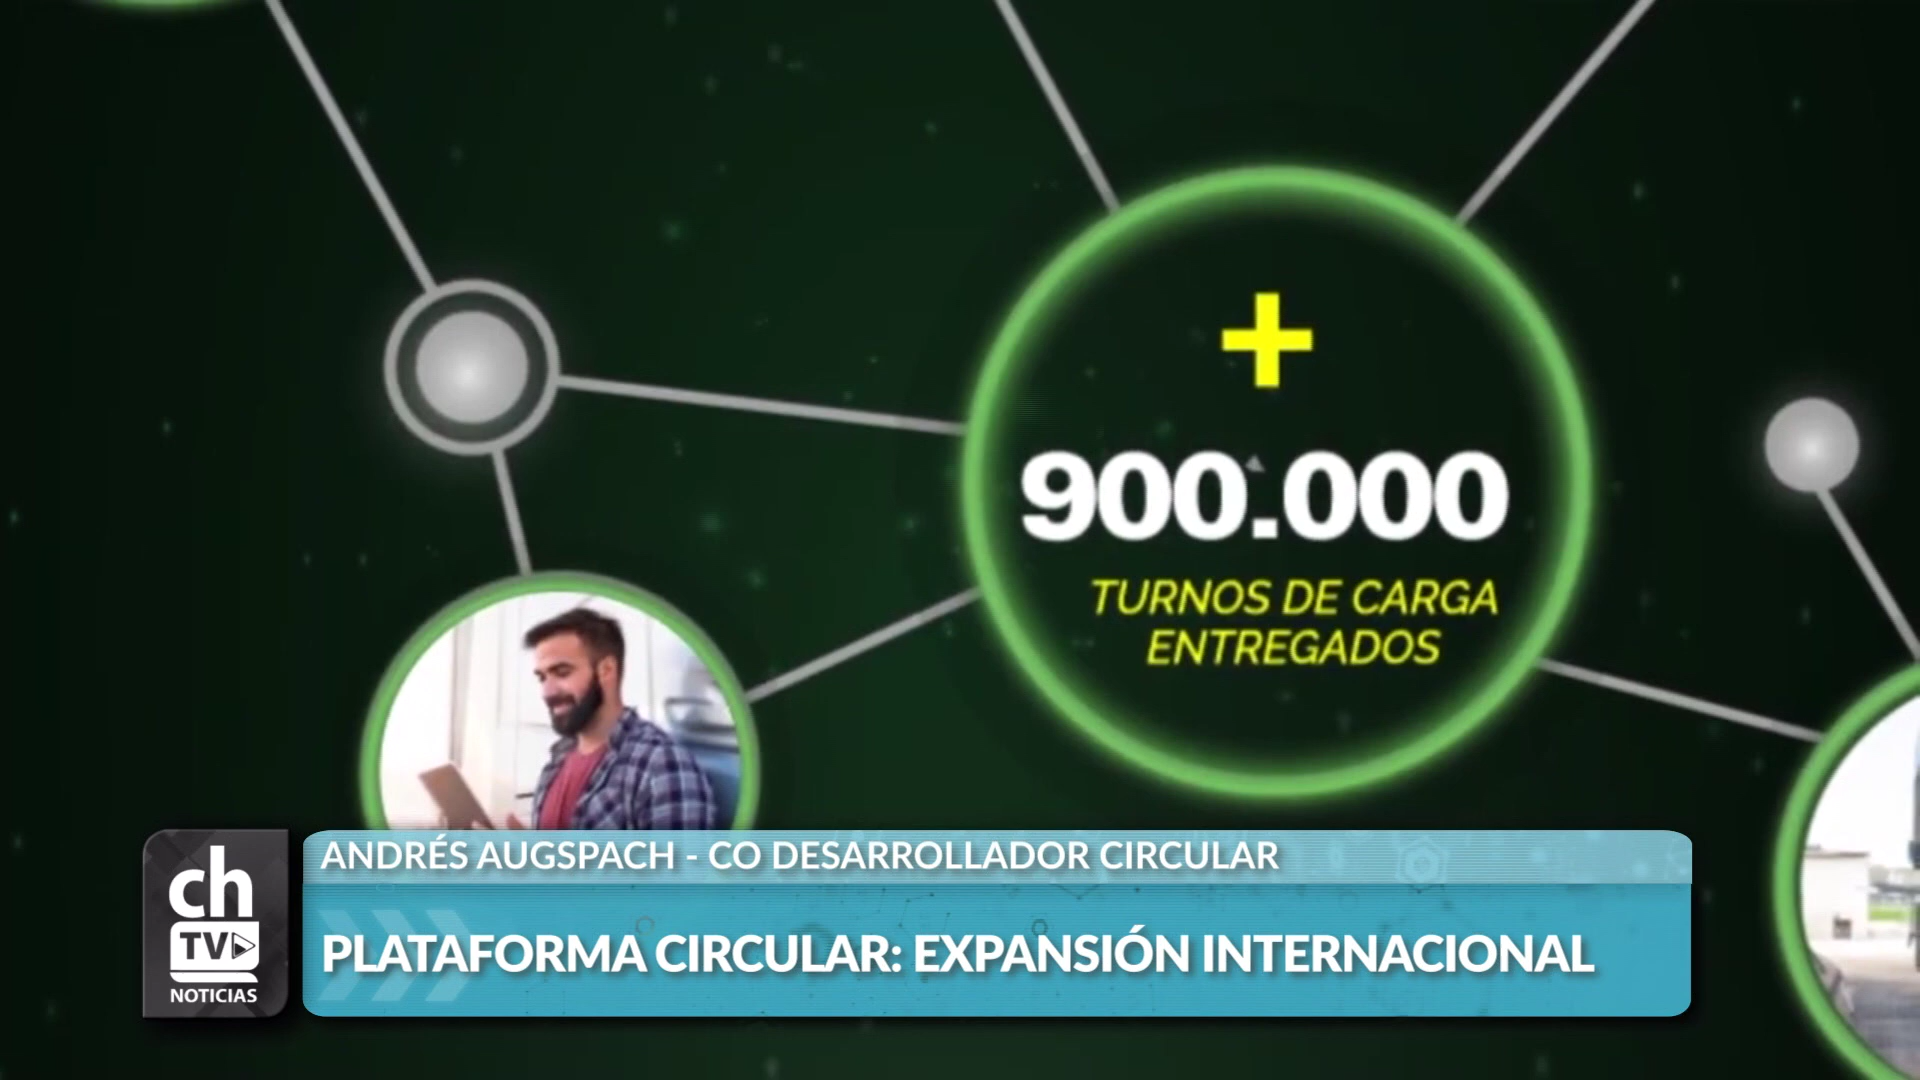 +
900.000
TURNOS DE CARGA
ENTREGADOS
ANDRÉS AUGSPACH - CO DESARROLLADOR CIRCULAR
PLATAFORMA CIRCULAR: EXPANSIÓN INTERNACIONAL
ch
TV
NOTICIAS